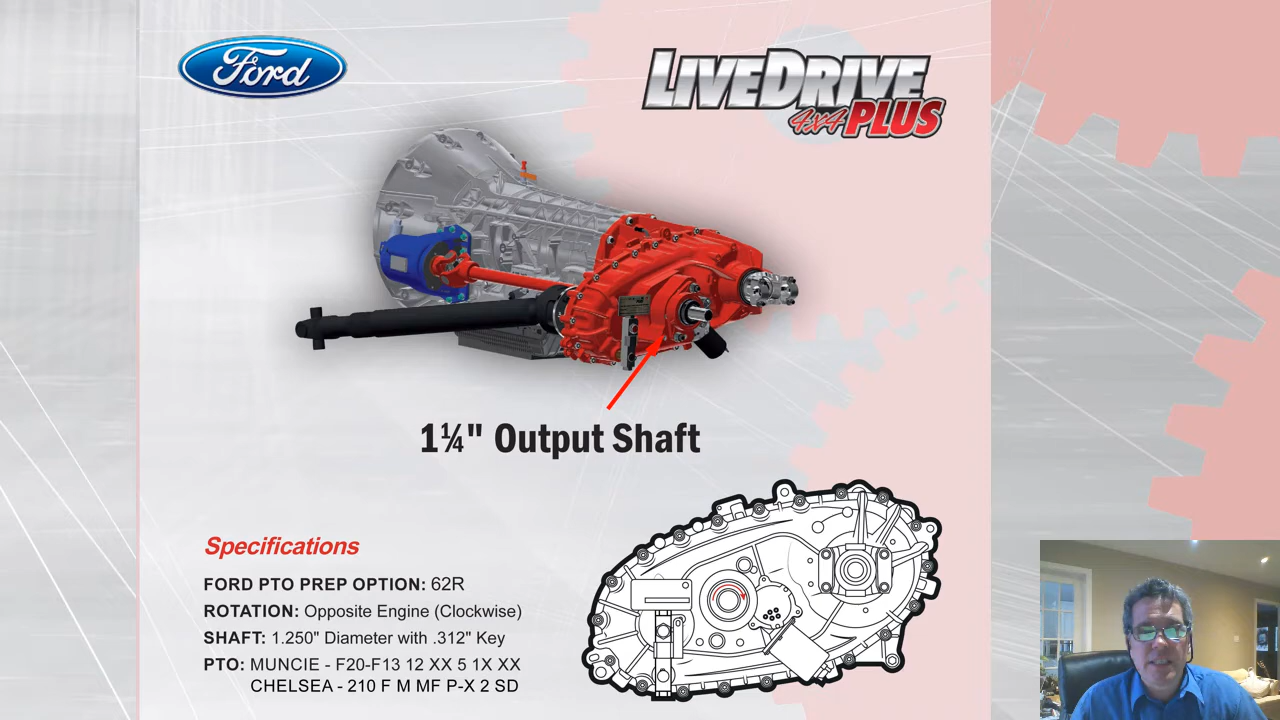 Ford
LIVEDRIVE
4x4 PLUS
1¼" Output Shaft
Specifications
FORD PTO PREP OPTION: 62R
ROTATION: Opposite Engine (Clockwise)
SHAFT: 1.250" Diameter with .312" Key
PTO: MUNCIE - F20-F13 12 XX 5 1X XX
CHELSEA - 210 F M MF P-X 2 SD